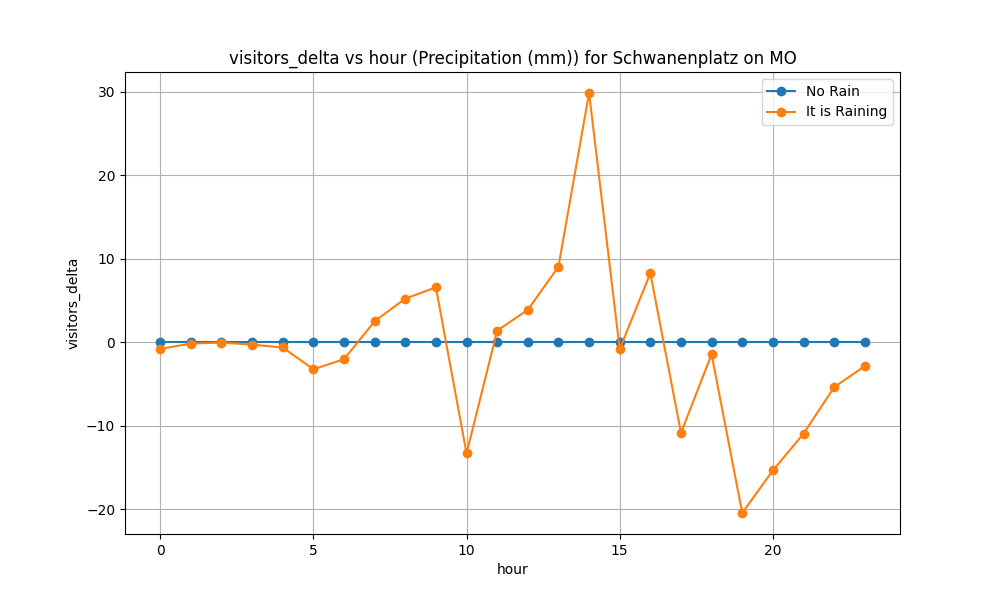 visitors_delta vs hour (Precipitation (mm)) for Schwanenplatz on MO
No Rain
It is Raining
30
20
10
0
−10
−20
visitors_delta
0 5 10 15 20
hour